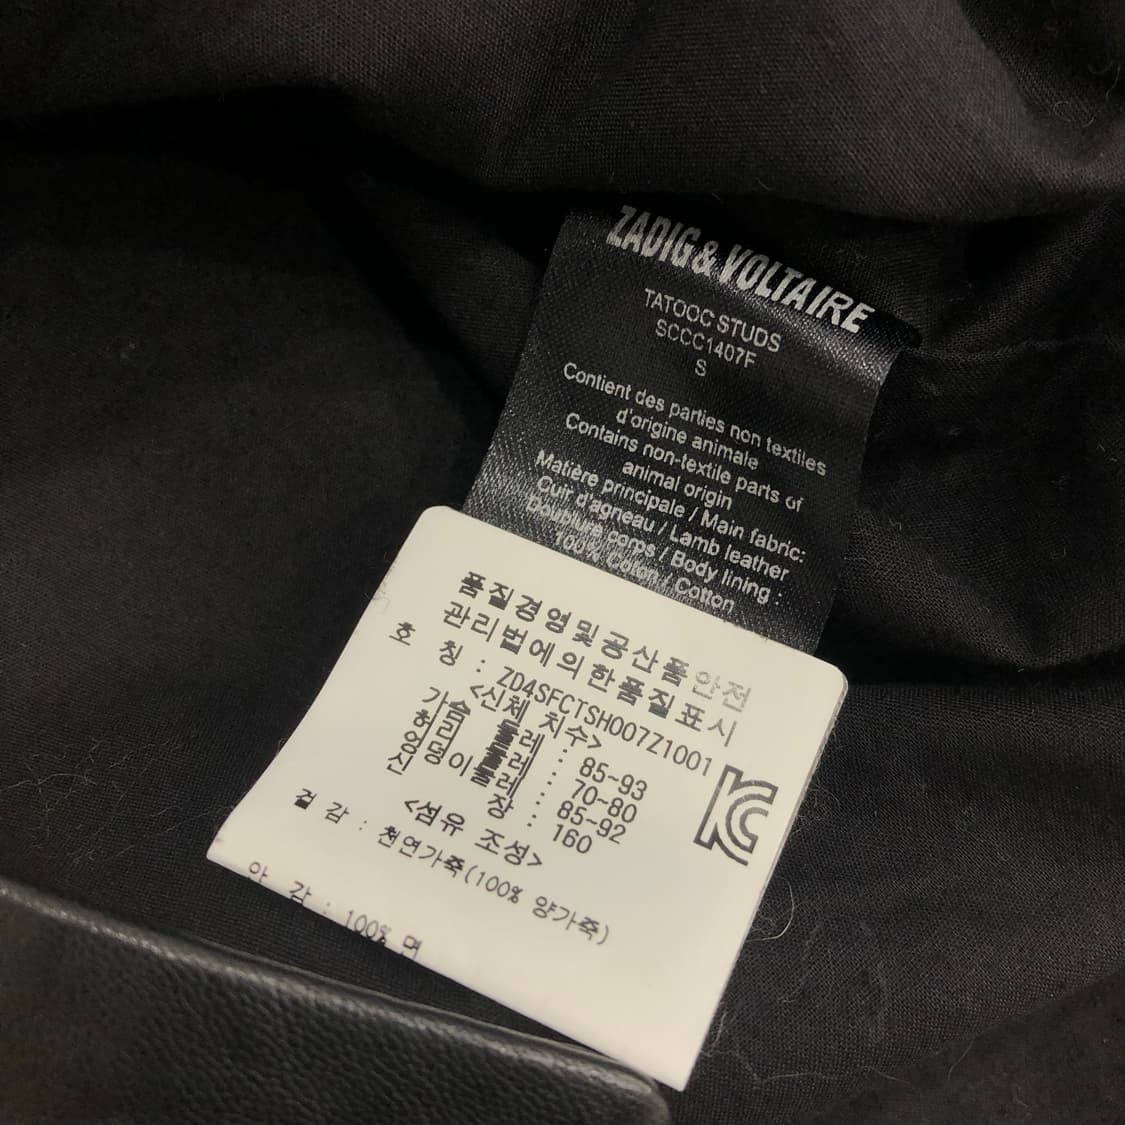 ZADIG&VOLTAIRE
TATOOC STUDS
SCCC1407F
S
Contient des parties non textiles
d'origine animale
Contains non-textile parts of
animal origin
Matière principale / Main fabric:
Cuir d'agneau / Lamb leather
Doublure corps / Body lining :
100% Coton / Cotton
품질경영및공산품안전
관리법에의한품질표시
호 칭 : ZD4SFCTSH007Z1001
<신체 치수>
가슴 둘레 : 85-93
허리 둘레 : 70-80
엉덩이둘레 : 85-92
신 장 : 160
<섬유 조성>
겉 감 : 천연가죽(100% 양가죽)
안 감 : 100% 면
KC